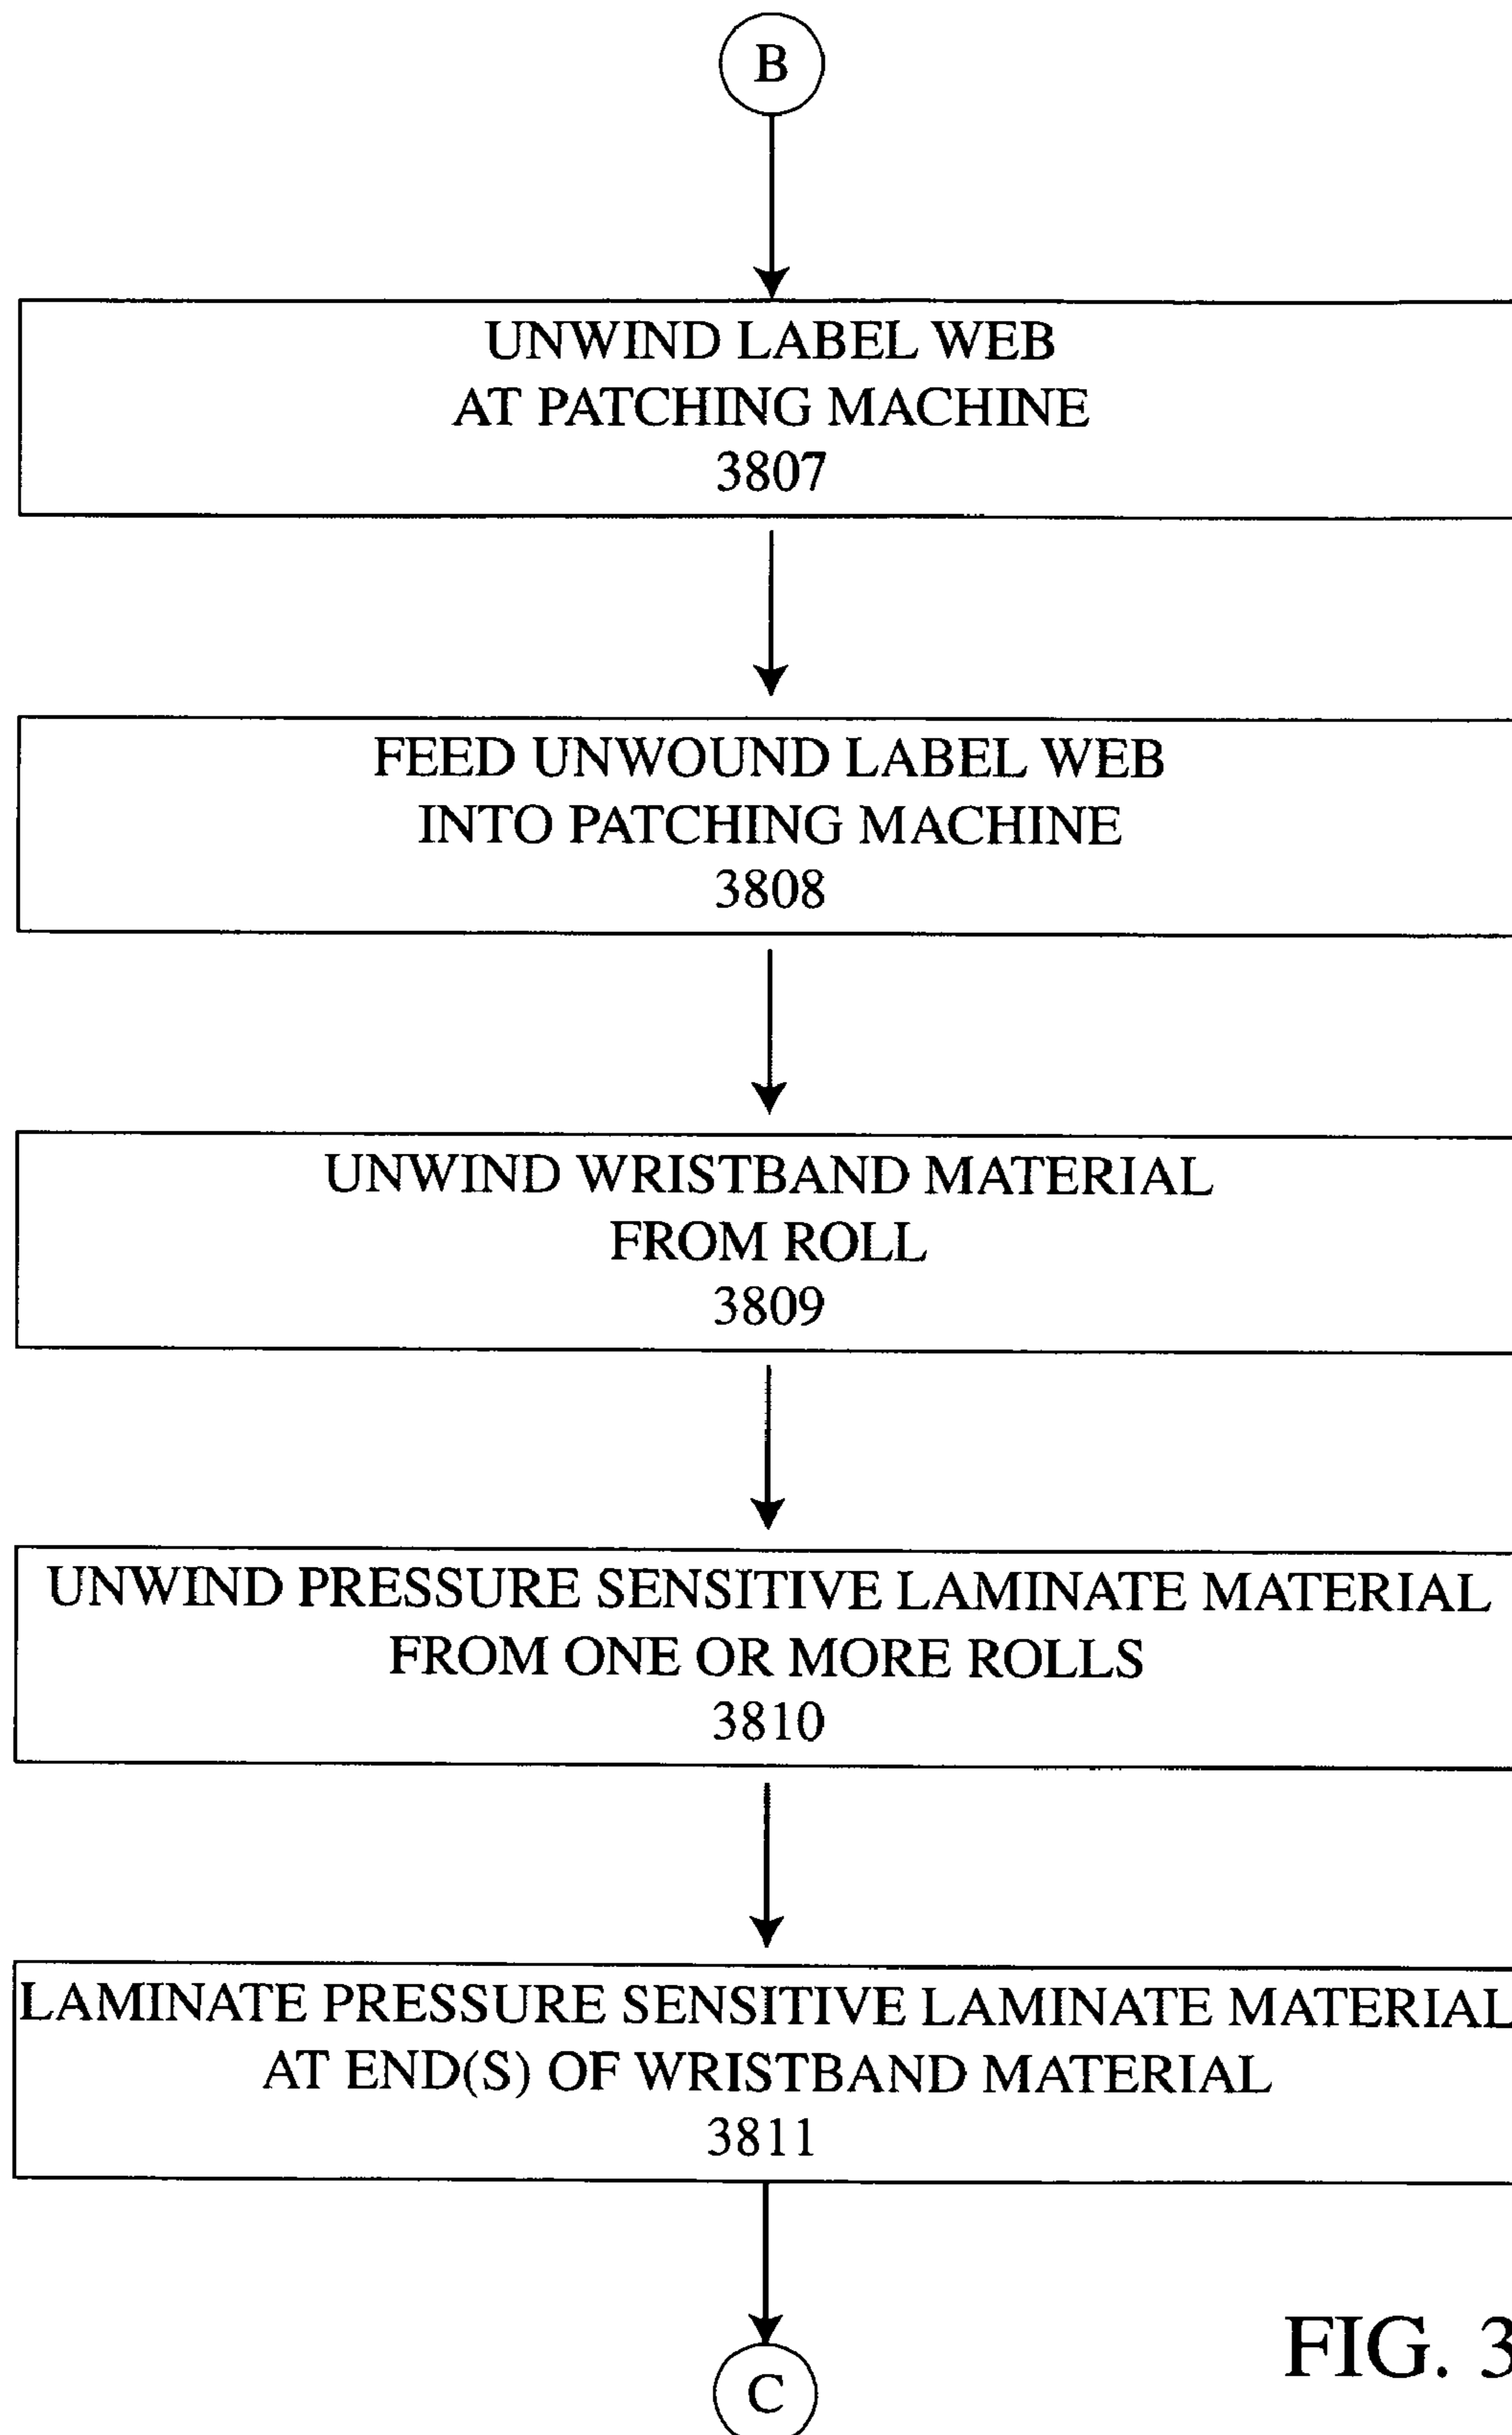 B
UNWIND LABEL WEB
AT PATCHING MACHINE
3807
FEED UNWOUND LABEL WEB
INTO PATCHING MACHINE
3808
UNWIND WRISTBAND MATERIAL
FROM ROLL
3809
UNWIND PRESSURE SENSITIVE LAMINATE MATERIAL
FROM ONE OR MORE ROLLS
3810
LAMINATE PRESSURE SENSITIVE LAMINATE MATERIAL
AT END(S) OF WRISTBAND MATERIAL
3811
FIG. 3
C